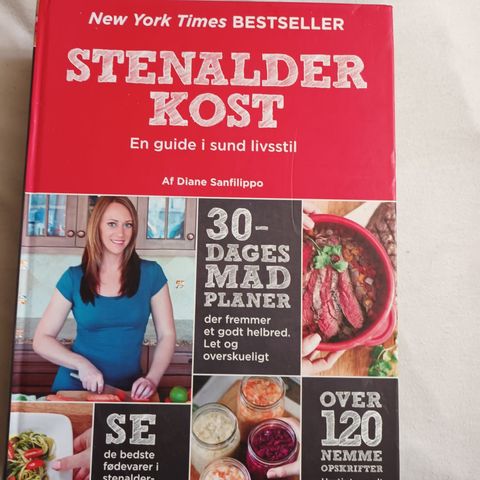 New York Times BESTSELLER
STENALDER
KOST
En guide i sund livsstil
Af Diane Sanfilippo
30-
DAGES
MAD
PLANER
der fremmer
et godt helbred.
Let og
overskueligt
SE
de bedste
fødevarer i
stenalder-
OVER
120
NEMME
OPSKRIFTER